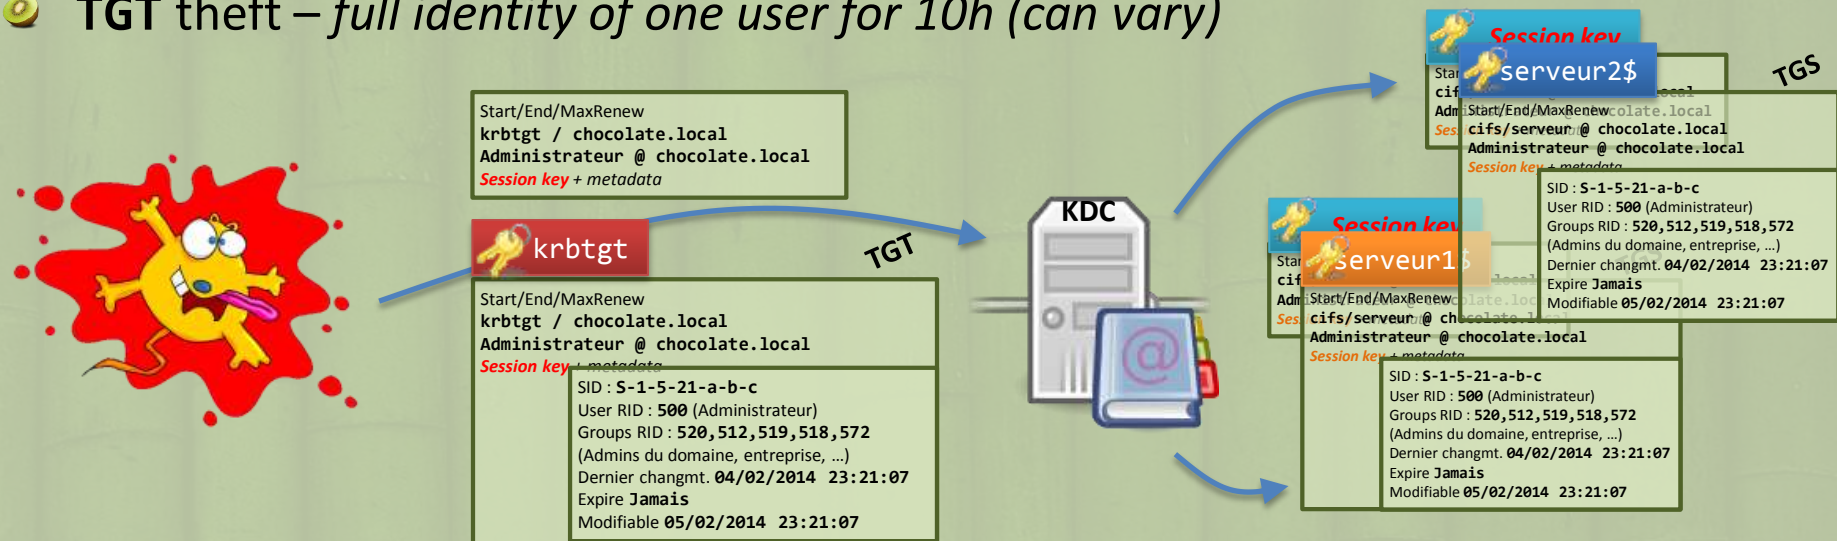 TGT theft – full identity of one user for 10h (can vary)
Start/End/MaxRenew
krbtgt / chocolate.local
Administrateur @ chocolate.local
Session key + metadata
krbtgt
TGT
Start/End/MaxRenew
krbtgt / chocolate.local
Administrateur @ chocolate.local
Session key + metadata
SID : S-1-5-21-a-b-c
User RID : 500 (Administrateur)
Groups RID : 520,512,519,518,572
(Admins du domaine, entreprise, …)
Dernier changmt. 04/02/2014 23:21:07
Expire Jamais
Modifiable 05/02/2014 23:21:07
KDC
Session key
serveur2$
TGS
Start/End/MaxRenew
cifs/serveur @ chocolate.local
Administrateur @ chocolate.local
Session key + metadata
SID : S-1-5-21-a-b-c
User RID : 500 (Administrateur)
Groups RID : 520,512,519,518,572
(Admins du domaine, entreprise, …)
Dernier changmt. 04/02/2014 23:21:07
Expire Jamais
Modifiable 05/02/2014 23:21:07
Session key
serveur1$
Start/End/MaxRenew
cifs/serveur @ chocolate.local
Administrateur @ chocolate.local
Session key + metadata
SID : S-1-5-21-a-b-c
User RID : 500 (Administrateur)
Groups RID : 520,512,519,518,572
(Admins du domaine, entreprise, …)
Dernier changmt. 04/02/2014 23:21:07
Expire Jamais
Modifiable 05/02/2014 23:21:07